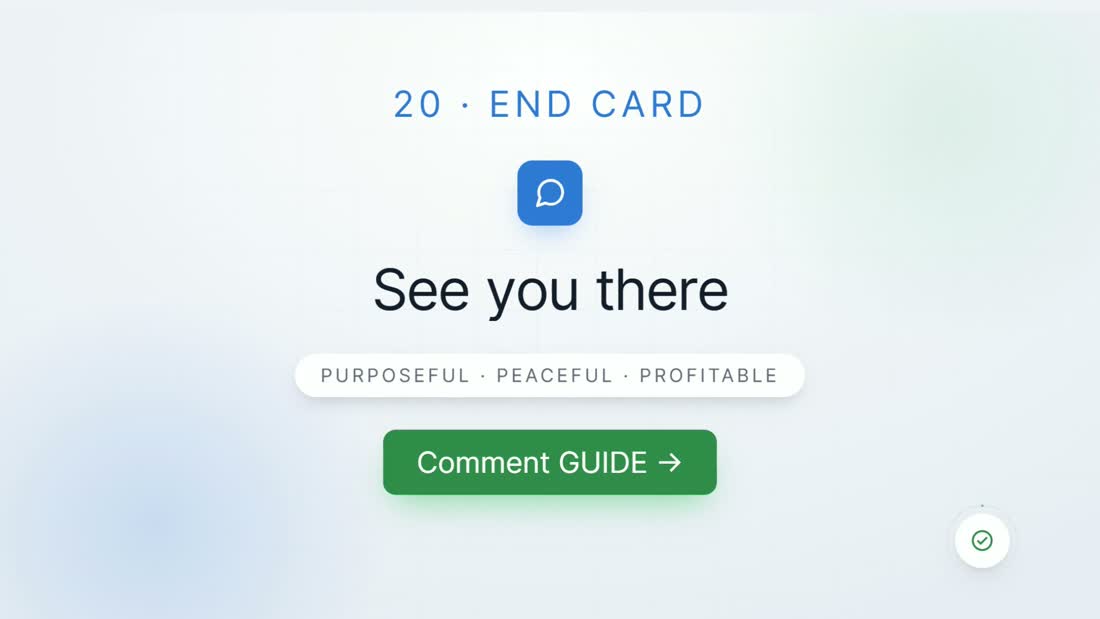 20 · END CARD
See you there
PURPOSEFUL · PEACEFUL · PROFITABLE
Comment GUIDE →